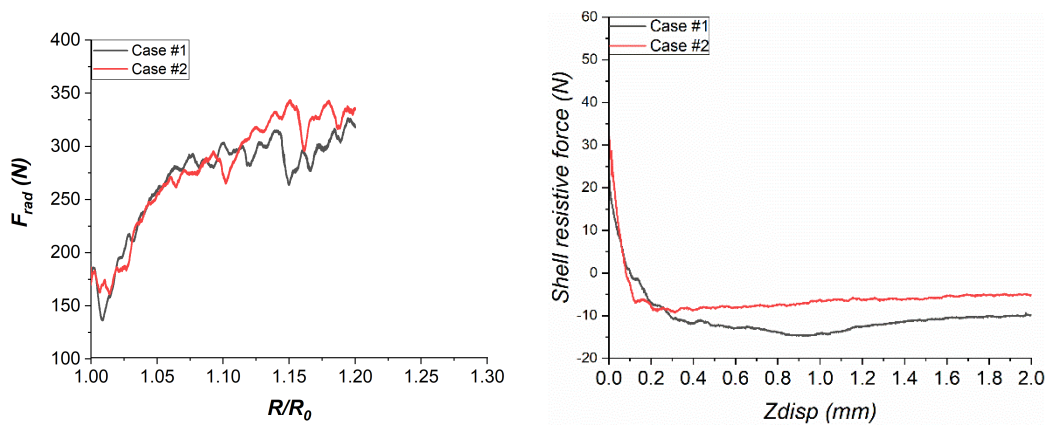 400
350
300
250
200
150
100
F rad (N)
Case #1
Case #2
1.00 1.05 1.10 1.15 1.20 1.25 1.30
R/R0
60
50
40
30
20
10
0
-10
-20
Shell resistive force (N)
Case #1
Case #2
0.0 0.2 0.4 0.6 0.8 1.0 1.2 1.4 1.6 1.8 2.0
Zdisp (mm)